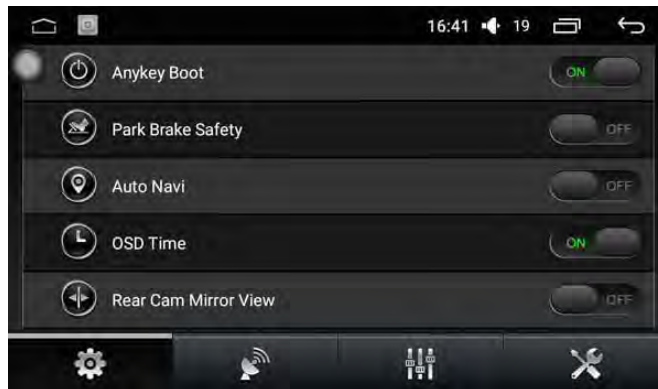 16:41 19
Anykey Boot ON
Park Brake Safety OFF
Auto Navi OFF
OSD Time ON
Rear Cam Mirror View OFF